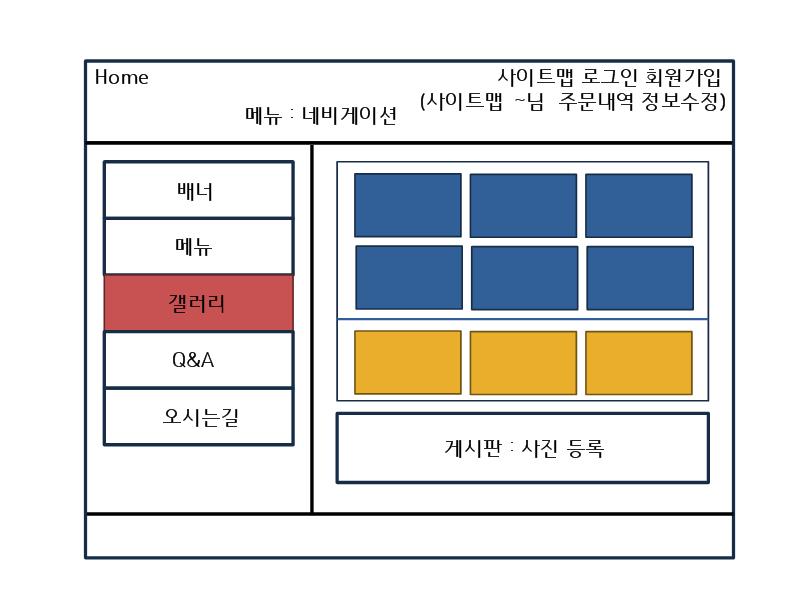 Home
사이트맵 로그인 회원가입
(사이트맵 ~님 주문내역 정보수정)
메뉴 : 네비게이션
배너
메뉴
갤러리
Q&A
오시는길
게시판 : 사진 등록